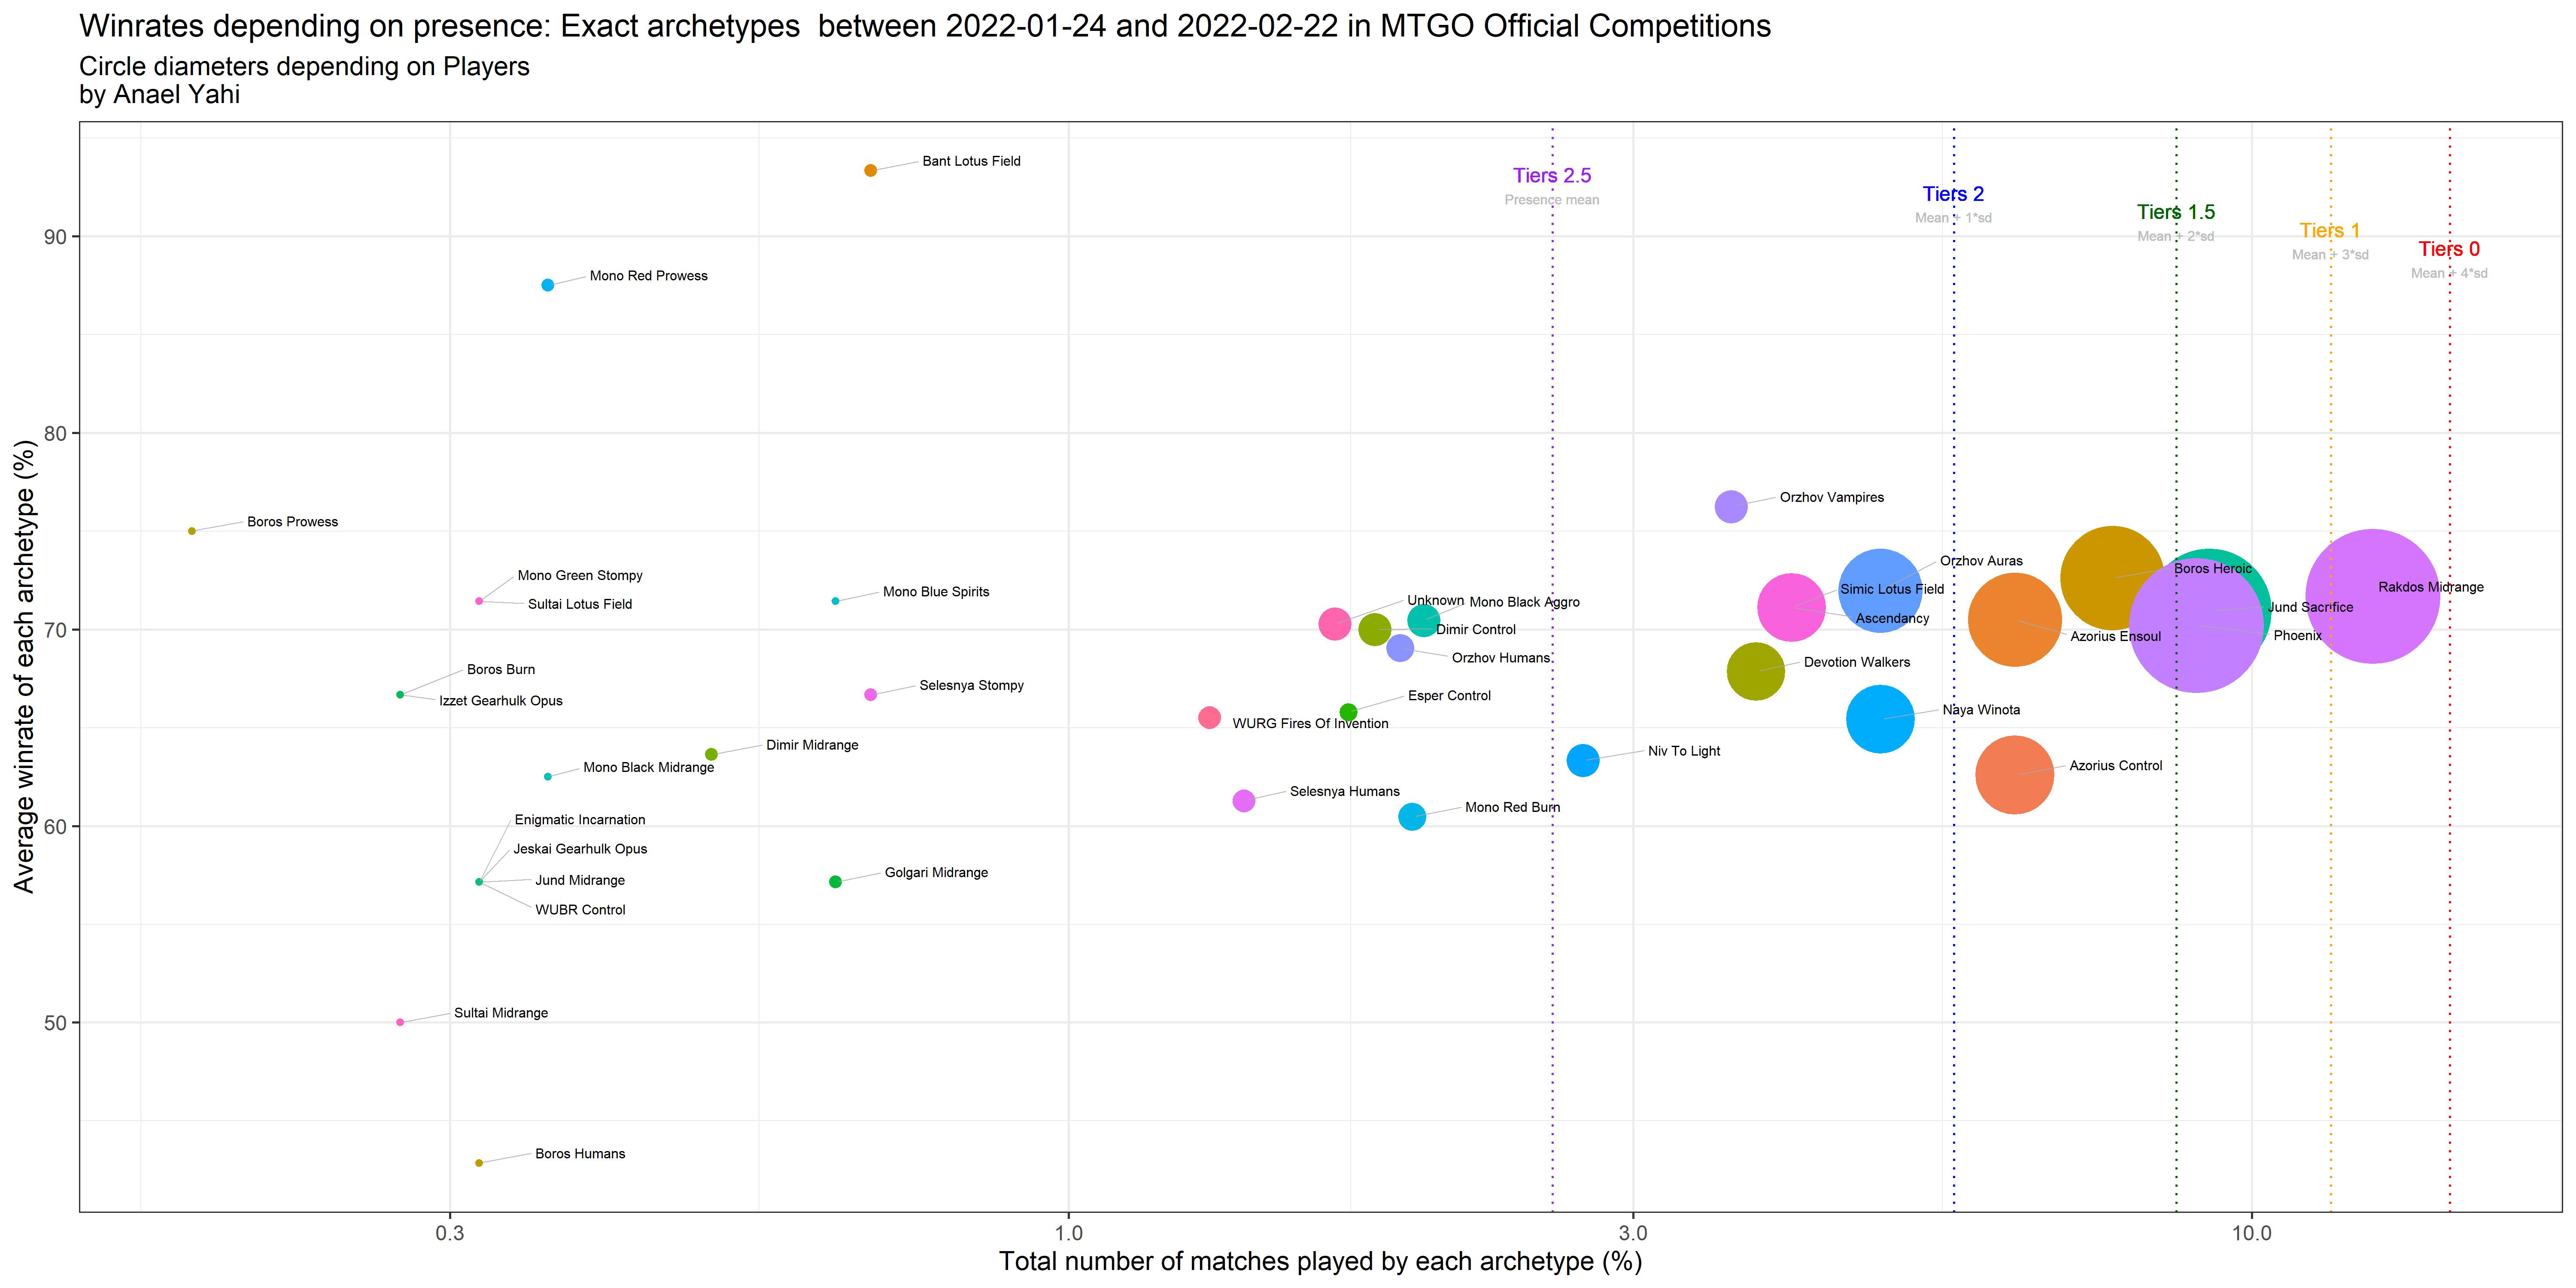 Winrates depending on presence: Exact archetypes  between 2022-01-24 and 2022-02-22 in MTGO Official Competitions
Circle diameters depending on Players
by Anael Yahi
Average winrate of each archetype (%)
90
80
70
60
50
Bant Lotus Field
Tiers 2.5
Presence mean
Tiers 2
Mean + 1*sd
Tiers 1.5
Mean + 2*sd
Tiers 1
Mean + 3*sd
Tiers 0
Mean + 4*sd
Mono Red Prowess
Orzhov Vampires
Boros Prowess
Orzhov Auras
Boros Heroic
Mono Green Stompy
Rakdos Midrange
Simic Lotus Field
Mono Blue Spirits
Unknown
Mono Black Aggro
Sultai Lotus Field
Jund Sacrifice
Ascendancy
Dimir Control
Azorius Ensoul
Phoenix
Orzhov Humans
Devotion Walkers
Boros Burn
Selesnya Stompy
Esper Control
Izzet Gearhulk Opus
Naya Winota
WURG Fires Of Invention
Dimir Midrange
Niv To Light
Mono Black Midrange
Azorius Control
Selesnya Humans
Mono Red Burn
Enigmatic Incarnation
Jeskai Gearhulk Opus
Golgari Midrange
Jund Midrange
WUBR Control
Sultai Midrange
Boros Humans
0.3
1.0
3.0
10.0
Total number of matches played by each archetype (%)